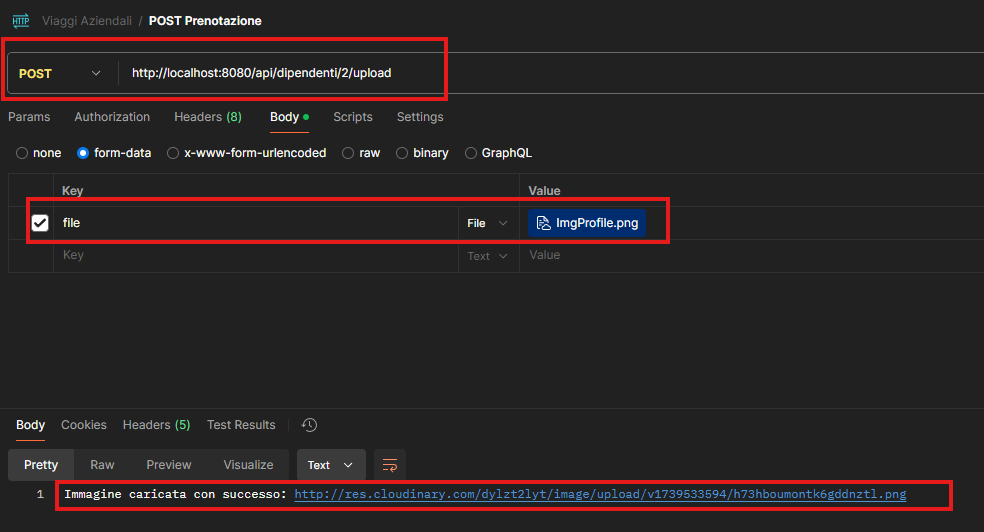 HTTP Viaggi Aziendali / POST Prenotazione
POST http://localhost:8080/api/dipendenti/2/upload
Params Authorization Headers (8) Body Scripts Settings
none form-data x-www-form-urlencoded raw binary GraphQL
Key Value
file File ImgProfile.png
Key Text Value
Body Cookies Headers (5) Test Results
Pretty Raw Preview Visualize Text
1 Immagine caricata con successo: http://res.cloudinary.com/dylzt2lyt/image/upload/v1739533594/h73hboumontk6gddnztl.png